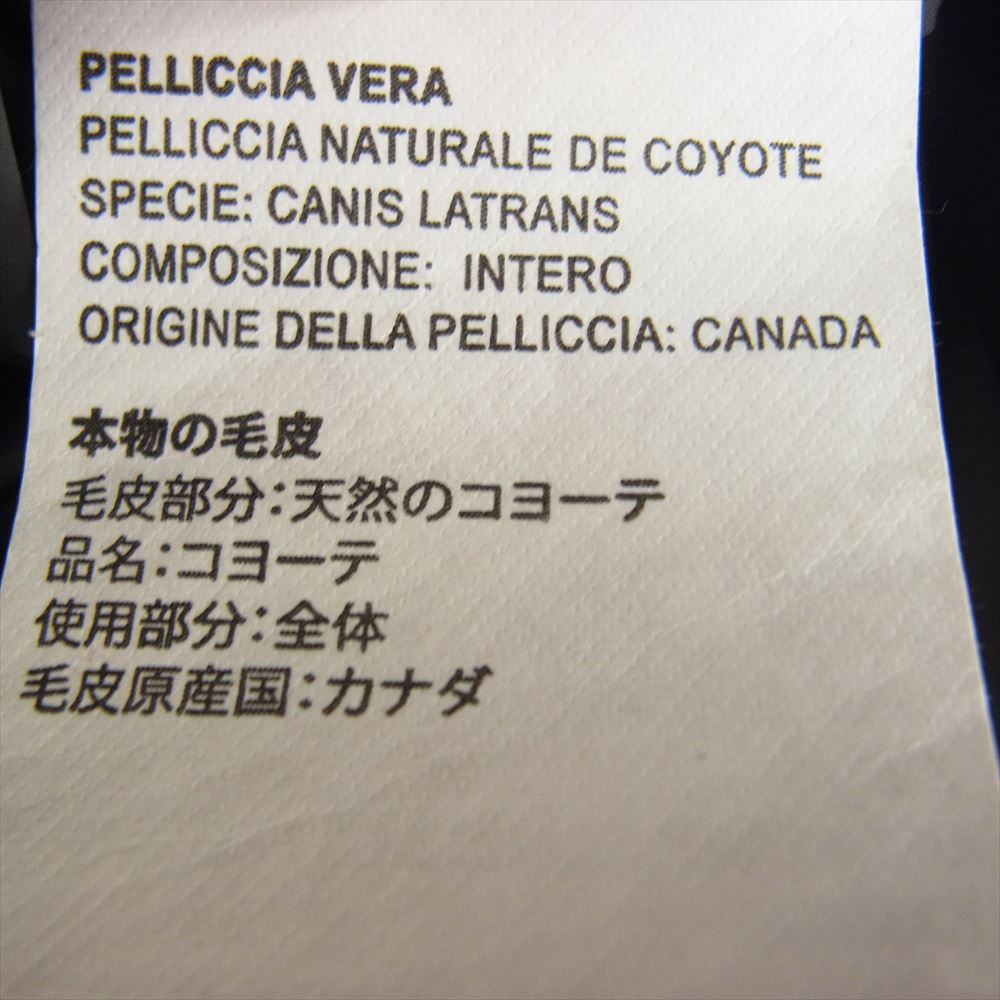 PELLICCIA VERA
PELLICCIA NATURALE DE COYOTE
SPECIE: CANIS LATRANS
COMPOSIZIONE: INTERO
ORIGINE DELLA PELLICCIA: CANADA
本物の毛皮
毛皮部分：天然のコヨーテ
品名：コヨーテ
使用部分：全体
毛皮原産国：カナダ